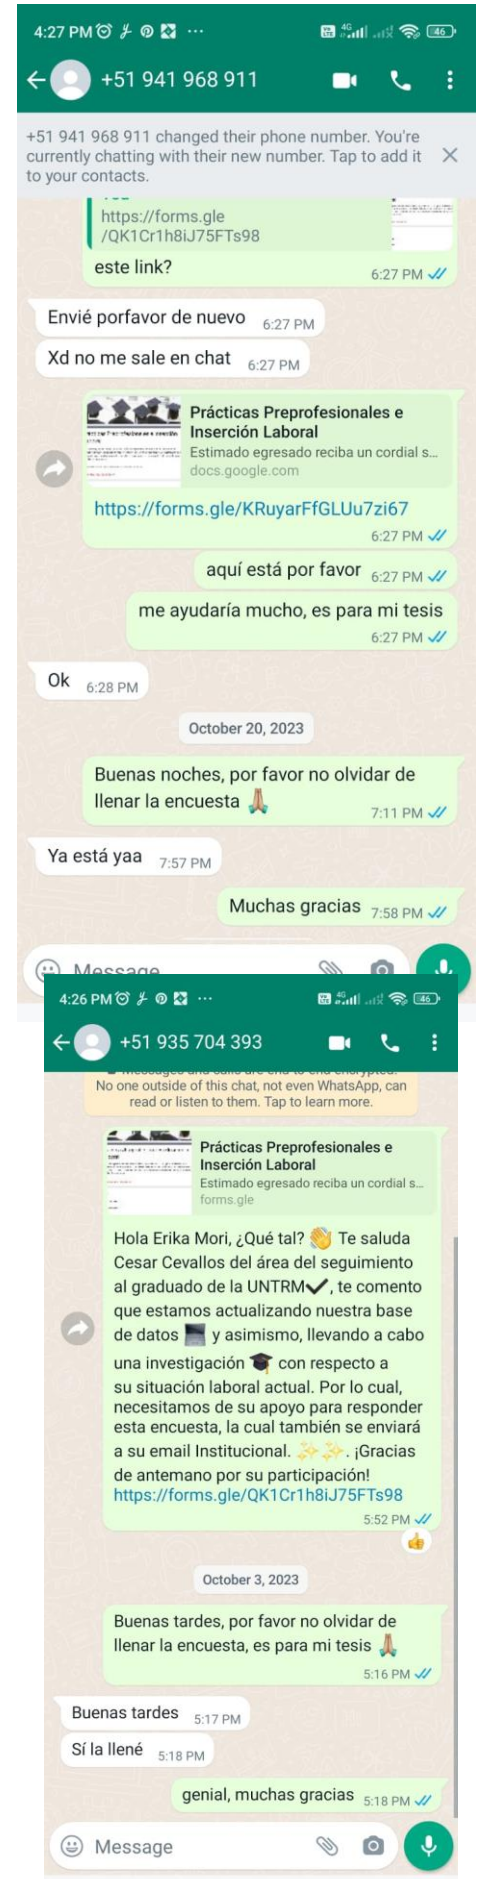 4:27 PM
4G
46
+51 941 968 911
+51 941 968 911 changed their phone number. You're
currently chatting with their new number. Tap to add it
to your contacts.
https://forms.gle
/QK1Cr1h8iJ75FTs98
este link?
6:27 PM
Envié porfavor de nuevo 6:27 PM
Xd no me sale en chat 6:27 PM
Prácticas Preprofesionales e
Inserción Laboral
Estimado egresado reciba un cordial s...
docs.google.com
https://forms.gle/KRuyarFfGLUu7zi67
6:27 PM
aquí está por favor 6:27 PM
me ayudaría mucho, es para mi tesis
6:27 PM
Ok 6:28 PM
October 20, 2023
Buenas noches, por favor no olvidar de
llenar la encuesta 🙏🏼
7:11 PM
Ya está yaa 7:57 PM
Muchas gracias 7:58 PM
Message
4:26 PM
4G
46
+51 935 704 393
Messages and calls are end-to-end encrypted.
No one outside of this chat, not even WhatsApp, can
read or listen to them. Tap to learn more.
Prácticas Preprofesionales e
Inserción Laboral
Estimado egresado reciba un cordial s...
forms.gle
Hola Erika Mori, ¿Qué tal? 👋 Te saluda
Cesar Cevallos del área del seguimiento
al graduado de la UNTRM✔, te comento
que estamos actualizando nuestra base
de datos 💻 y asimismo, llevando a cabo
una investigación 🎓 con respecto a
su situación laboral actual. Por lo cual,
necesitamos de su apoyo para responder
esta encuesta, la cual también se enviará
a su email Institucional. ✨✨. ¡Gracias
de antemano por su participación!
https://forms.gle/QK1Cr1h8iJ75FTs98
5:52 PM
👍
October 3, 2023
Buenas tardes, por favor no olvidar de
llenar la encuesta, es para mi tesis 🙏🏼
5:16 PM
Buenas tardes 5:17 PM
Sí la llené 5:18 PM
genial, muchas gracias 5:18 PM
Message